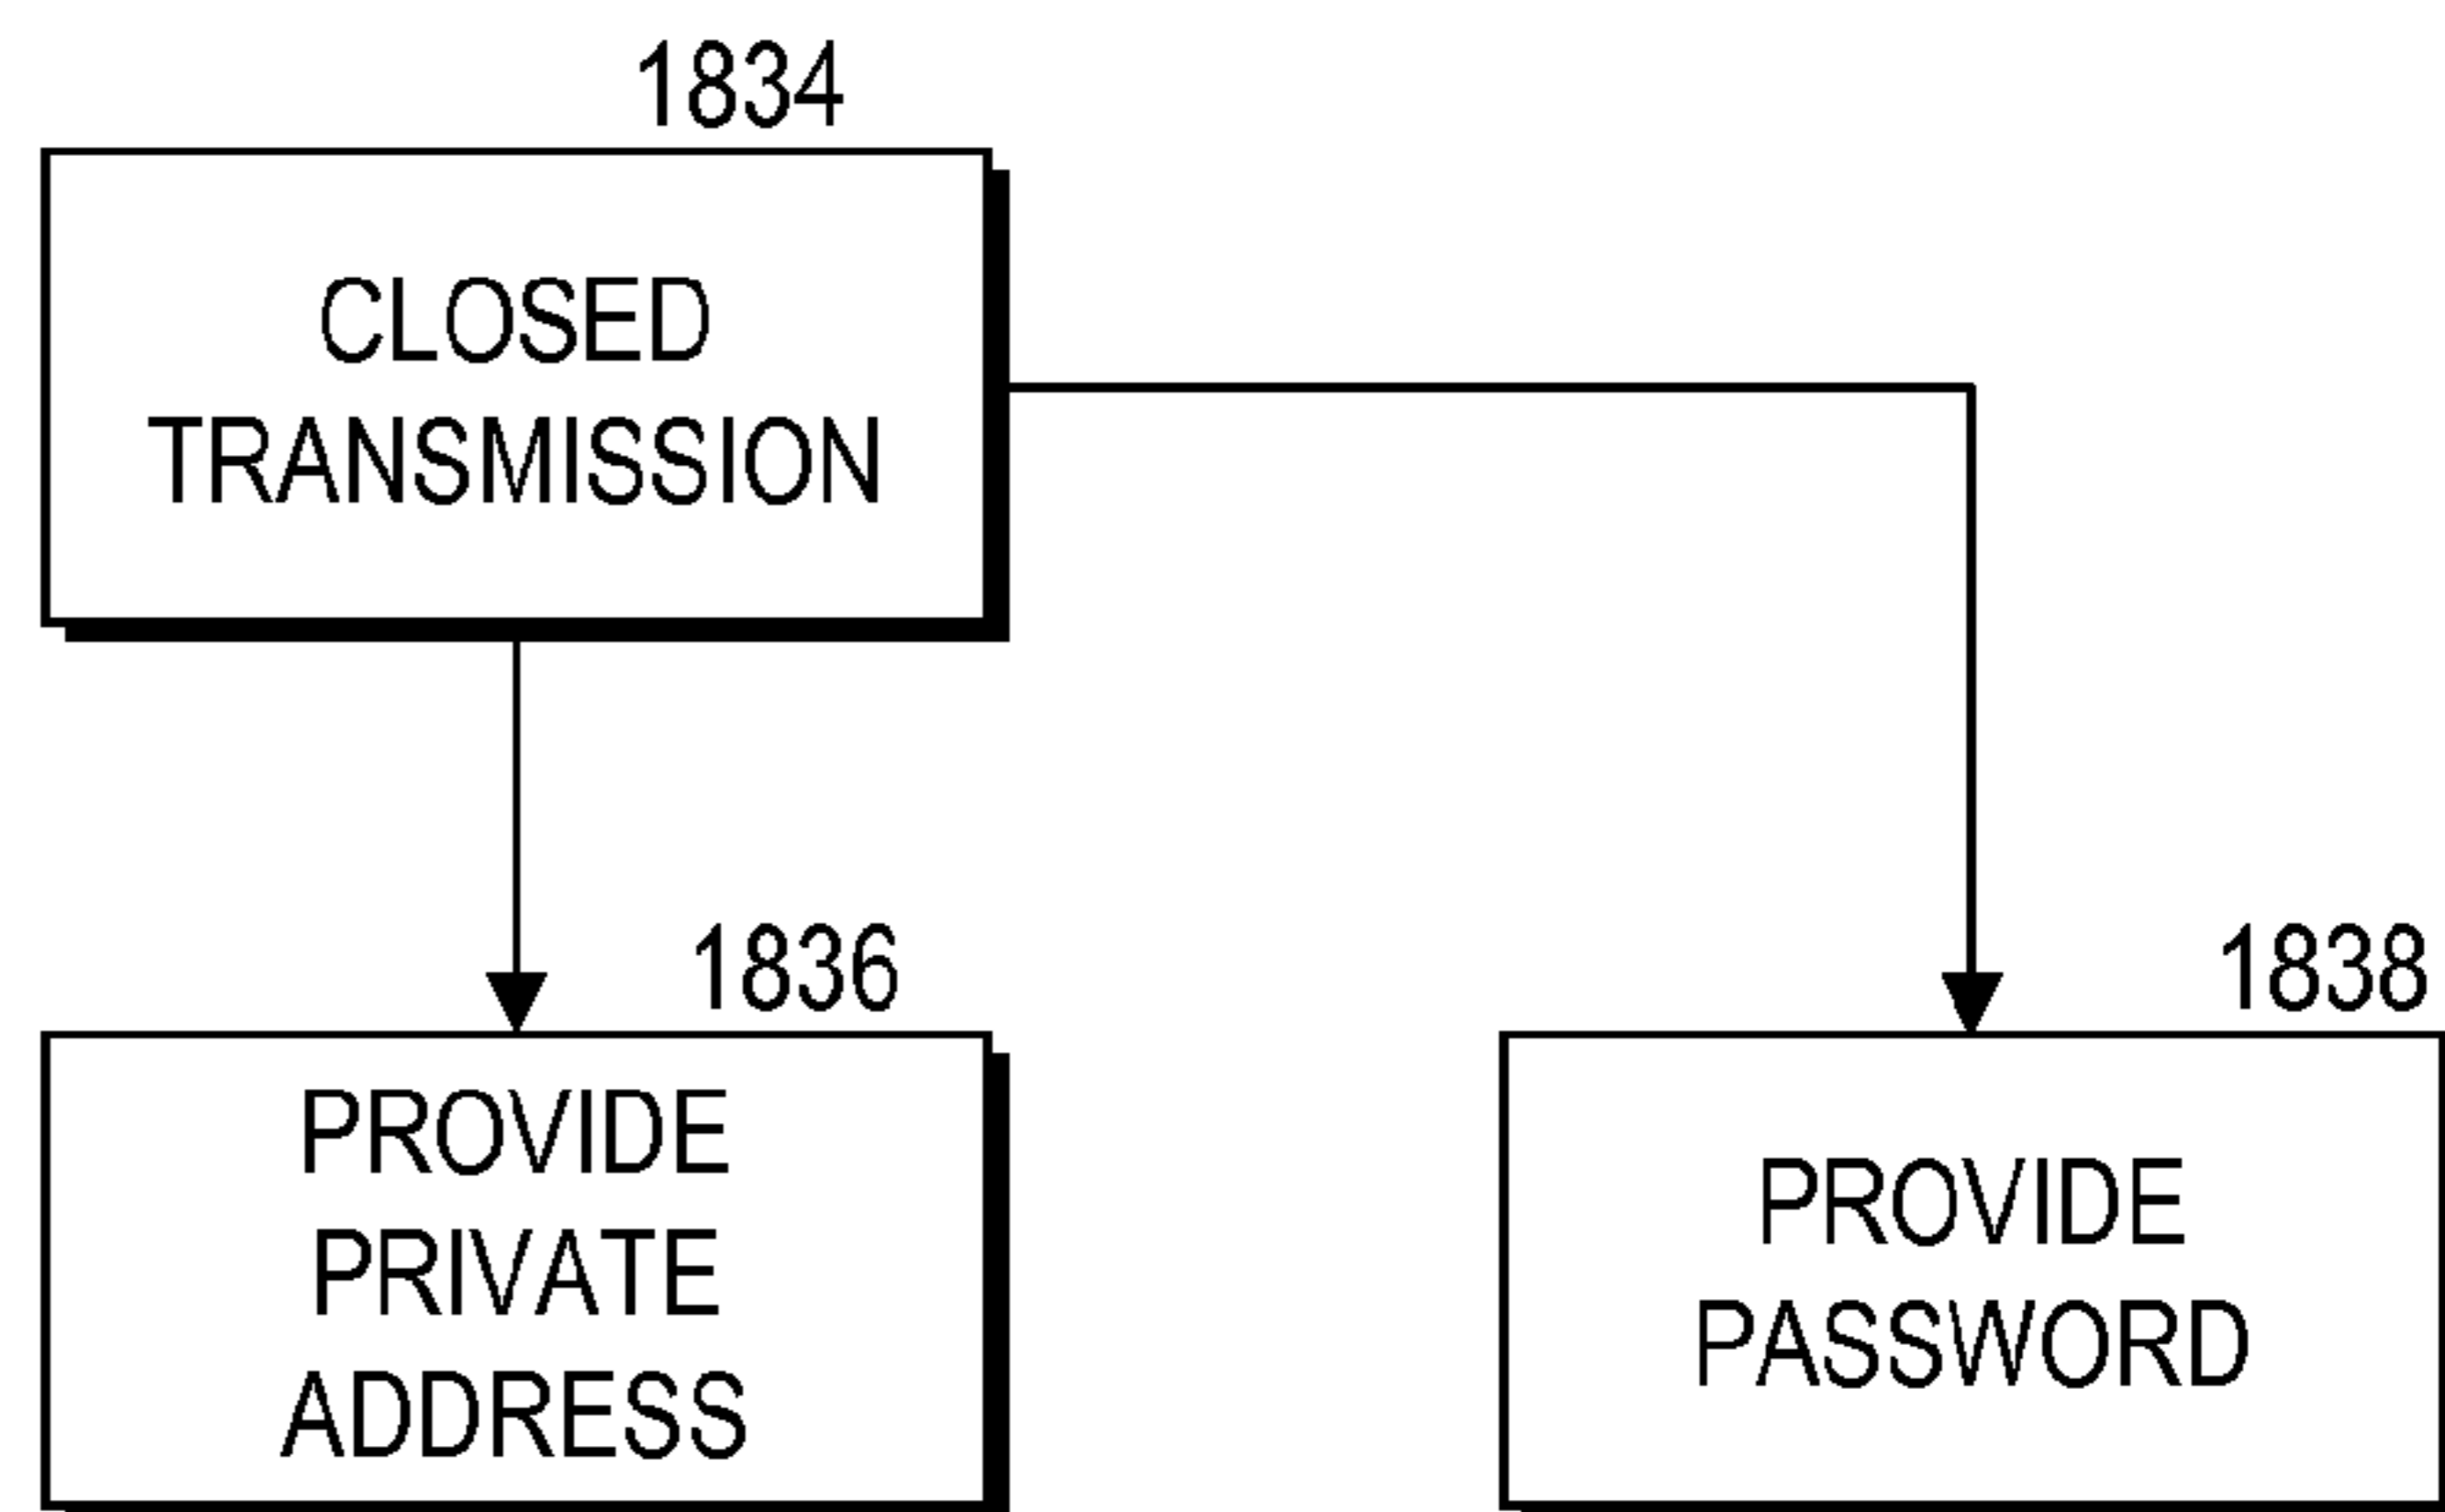 1834
CLOSED
TRANSMISSION
1836
PROVIDE
PRIVATE
ADDRESS
1838
PROVIDE
PASSWORD